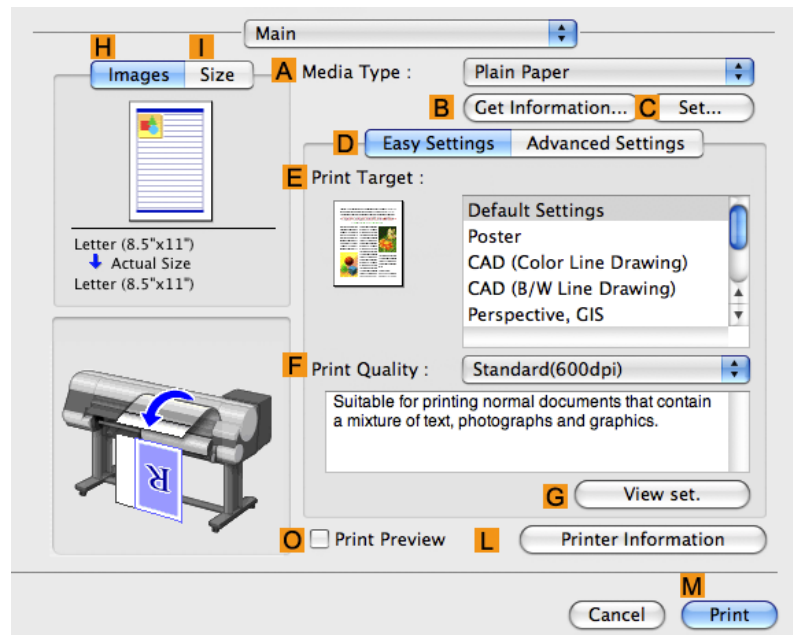 Main
H
I
Images
Size
A
Media Type :
Plain Paper
B
Get Information...
C
Set...
D
Easy Settings
Advanced Settings
E
Print Target :
Default Settings
Poster
CAD (Color Line Drawing)
CAD (B/W Line Drawing)
Perspective, GIS
Letter (8.5"x11")
Actual Size
Letter (8.5"x11")
F
Print Quality :
Standard(600dpi)
Suitable for printing normal documents that contain
a mixture of text, photographs and graphics.
R
G
View set.
O
Print Preview
L
Printer Information
M
Cancel
Print